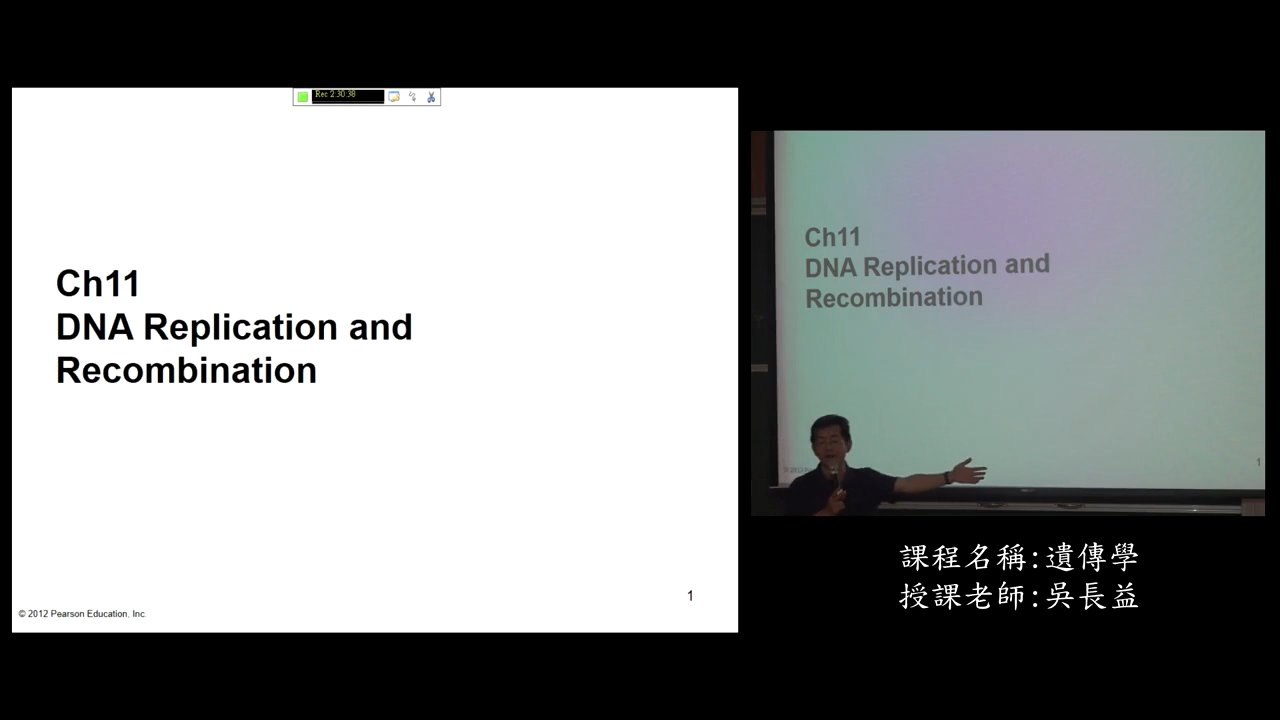 Rec 2:30:38
Ch11
DNA Replication and
Recombination
1
© 2012 Pearson Education, Inc.
Ch11
DNA Replication and
Recombination
1
課程名稱:遺傳學
授課老師:吳長益